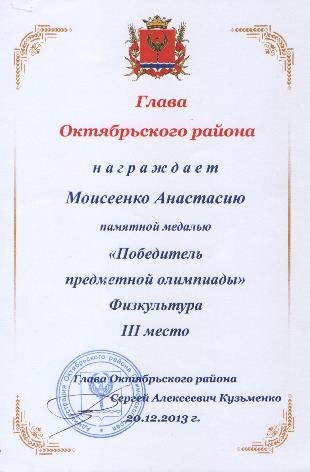 Глава
Октябрьского района
награждает
Моисеенко Анастасию
памятной медалью
«Победитель
предметной олимпиады»
Физкультура
III место
Глава Октябрьского района
Сергей Алексеевич Кузьменко
20.12.2013 г.